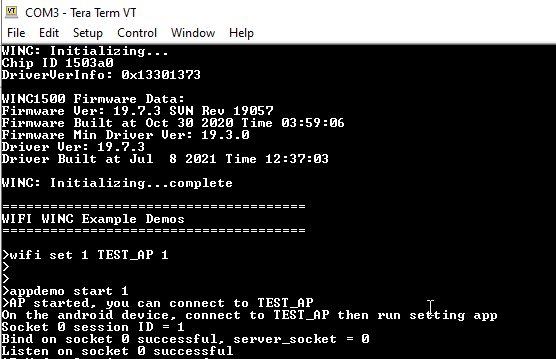 COM3 - Tera Term VT
File Edit Setup Control Window Help
WINC: Initializing...
Chip ID 1503a0
DriverVerInfo: 0x13301373
WINC1500 Firmware Data:
Firmware Ver: 19.7.3 SVN Rev 19057
Firmware Built at Oct 30 2020 Time 03:59:06
Firmware Min Driver Ver: 19.3.0
Driver Ver: 19.7.3
Driver Built at Jul  8 2021 Time 12:37:03
WINC: Initializing...complete
======================================
WIFI WINC Example Demos
======================================
>wifi set 1 TEST_AP 1
>
>
>appdemo start 1
>AP started, you can connect to TEST_AP
On the android device, connect to TEST_AP then run setting app
Socket 0 session ID = 1
Bind on socket 0 successful, server_socket = 0
Listen on socket 0 successful